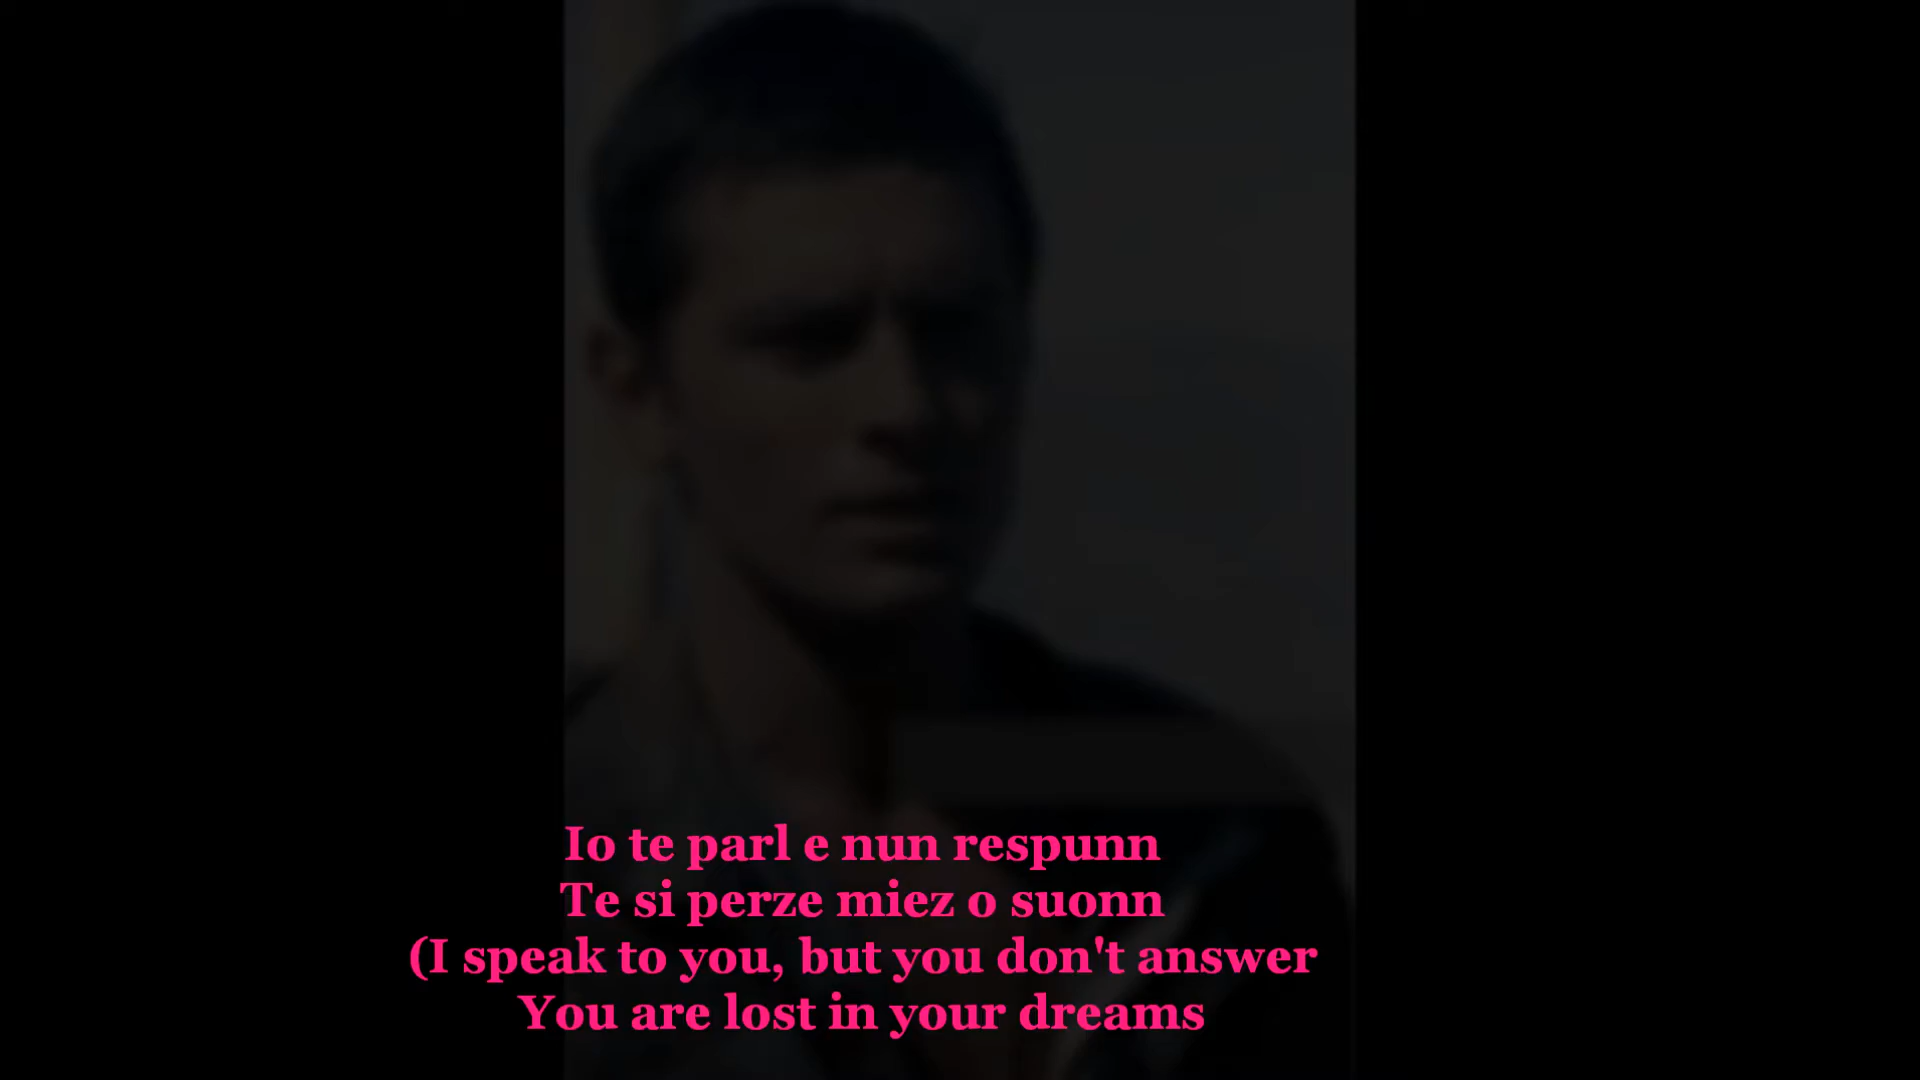 Io te parl e nun respunn
Te si perze miez o suonn
(I speak to you, but you don't answer
You are lost in your dreams